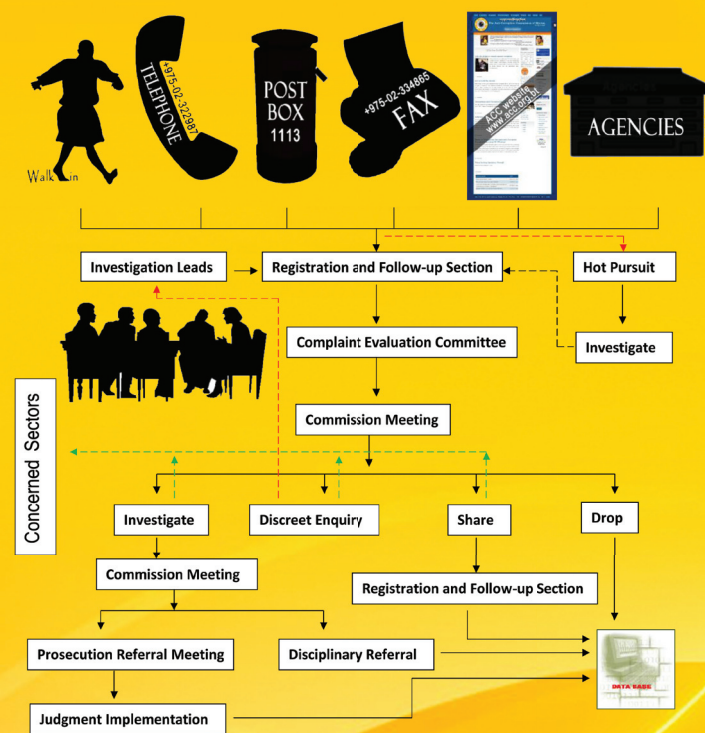 Walk in
TELEPHONE
+975-02-322987
POST
BOX
1113
+975-02-334865
FAX
ACC website
www.acc.org.bt
AGENCIES
Investigation Leads
Registration and Follow-up Section
Hot Pursuit
Complaint Evaluation Committee
Investigate
Commission Meeting
Concerned Sectors
Investigate
Discreet Enquiry
Share
Drop
Commission Meeting
Registration and Follow-up Section
Prosecution Referral Meeting
Disciplinary Referral
DATA BASE
Judgment Implementation